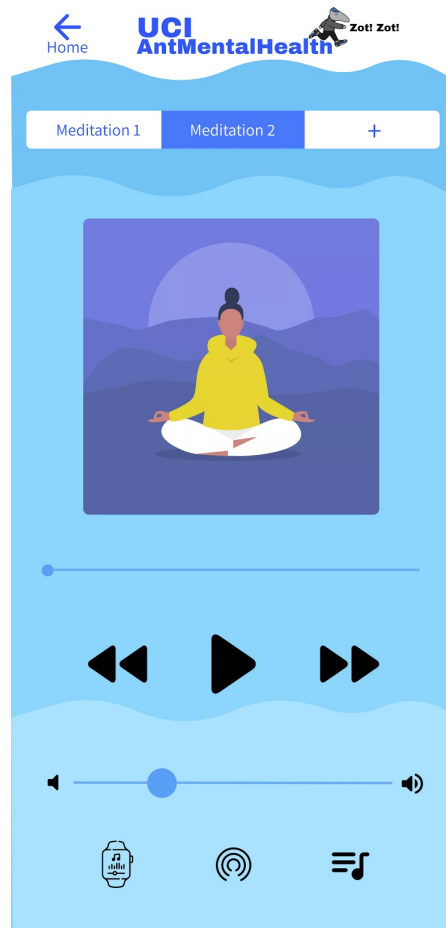 Home
UCI
AntMentalHealth
Zot! Zot!
Meditation 1
Meditation 2
+